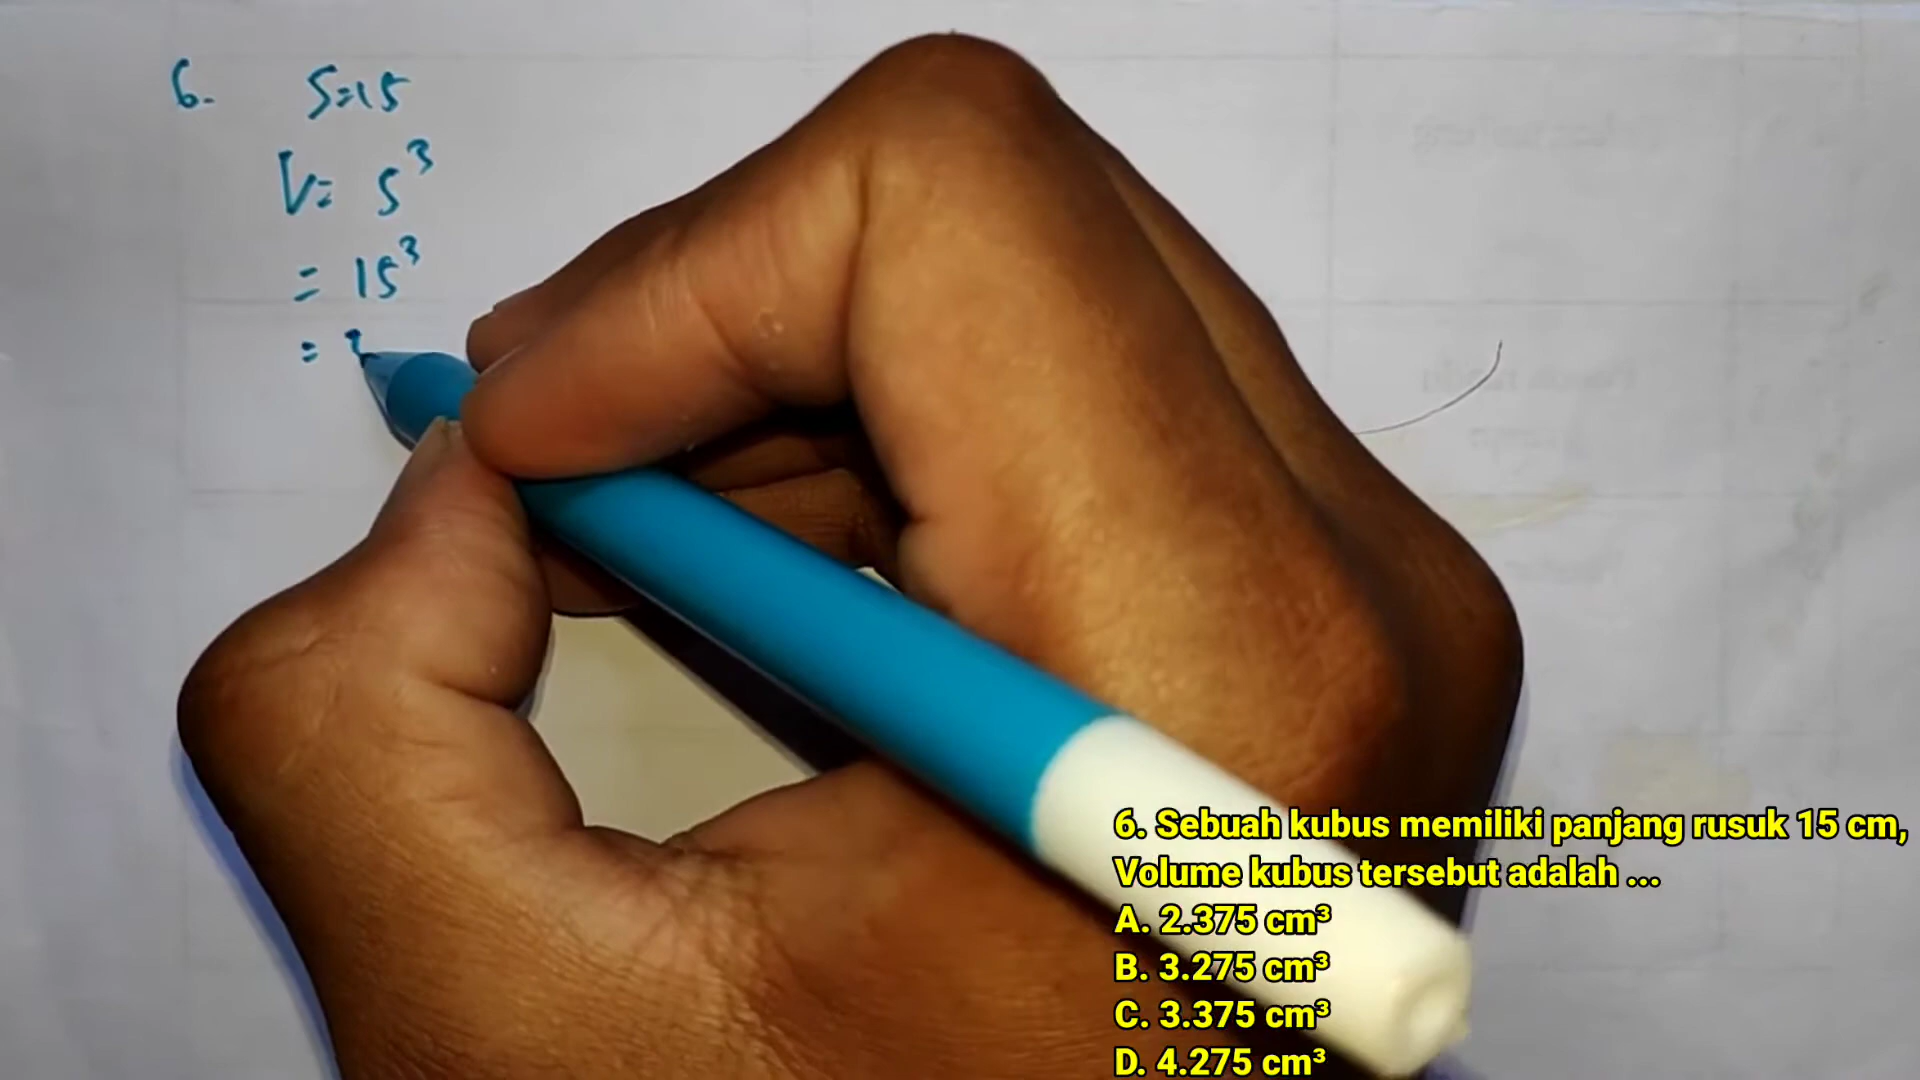 6. S=15
V= S³
= 15³
=
6. Sebuah kubus memiliki panjang rusuk 15 cm,
Volume kubus tersebut adalah ...
A. 2.375 cm³
B. 3.275 cm³
C. 3.375 cm³
D. 4.275 cm³